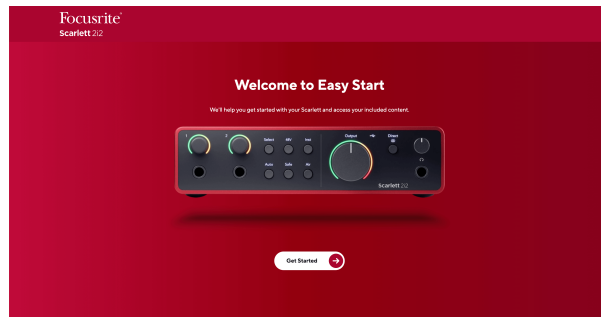 Focusrite®
Scarlett 2i2
Welcome to Easy Start
We'll help you get started with your Scarlett and access your included content.
1 2 Select 48V Inst Output Direct
Auto Safe Air
Scarlett 2i2
Get Started